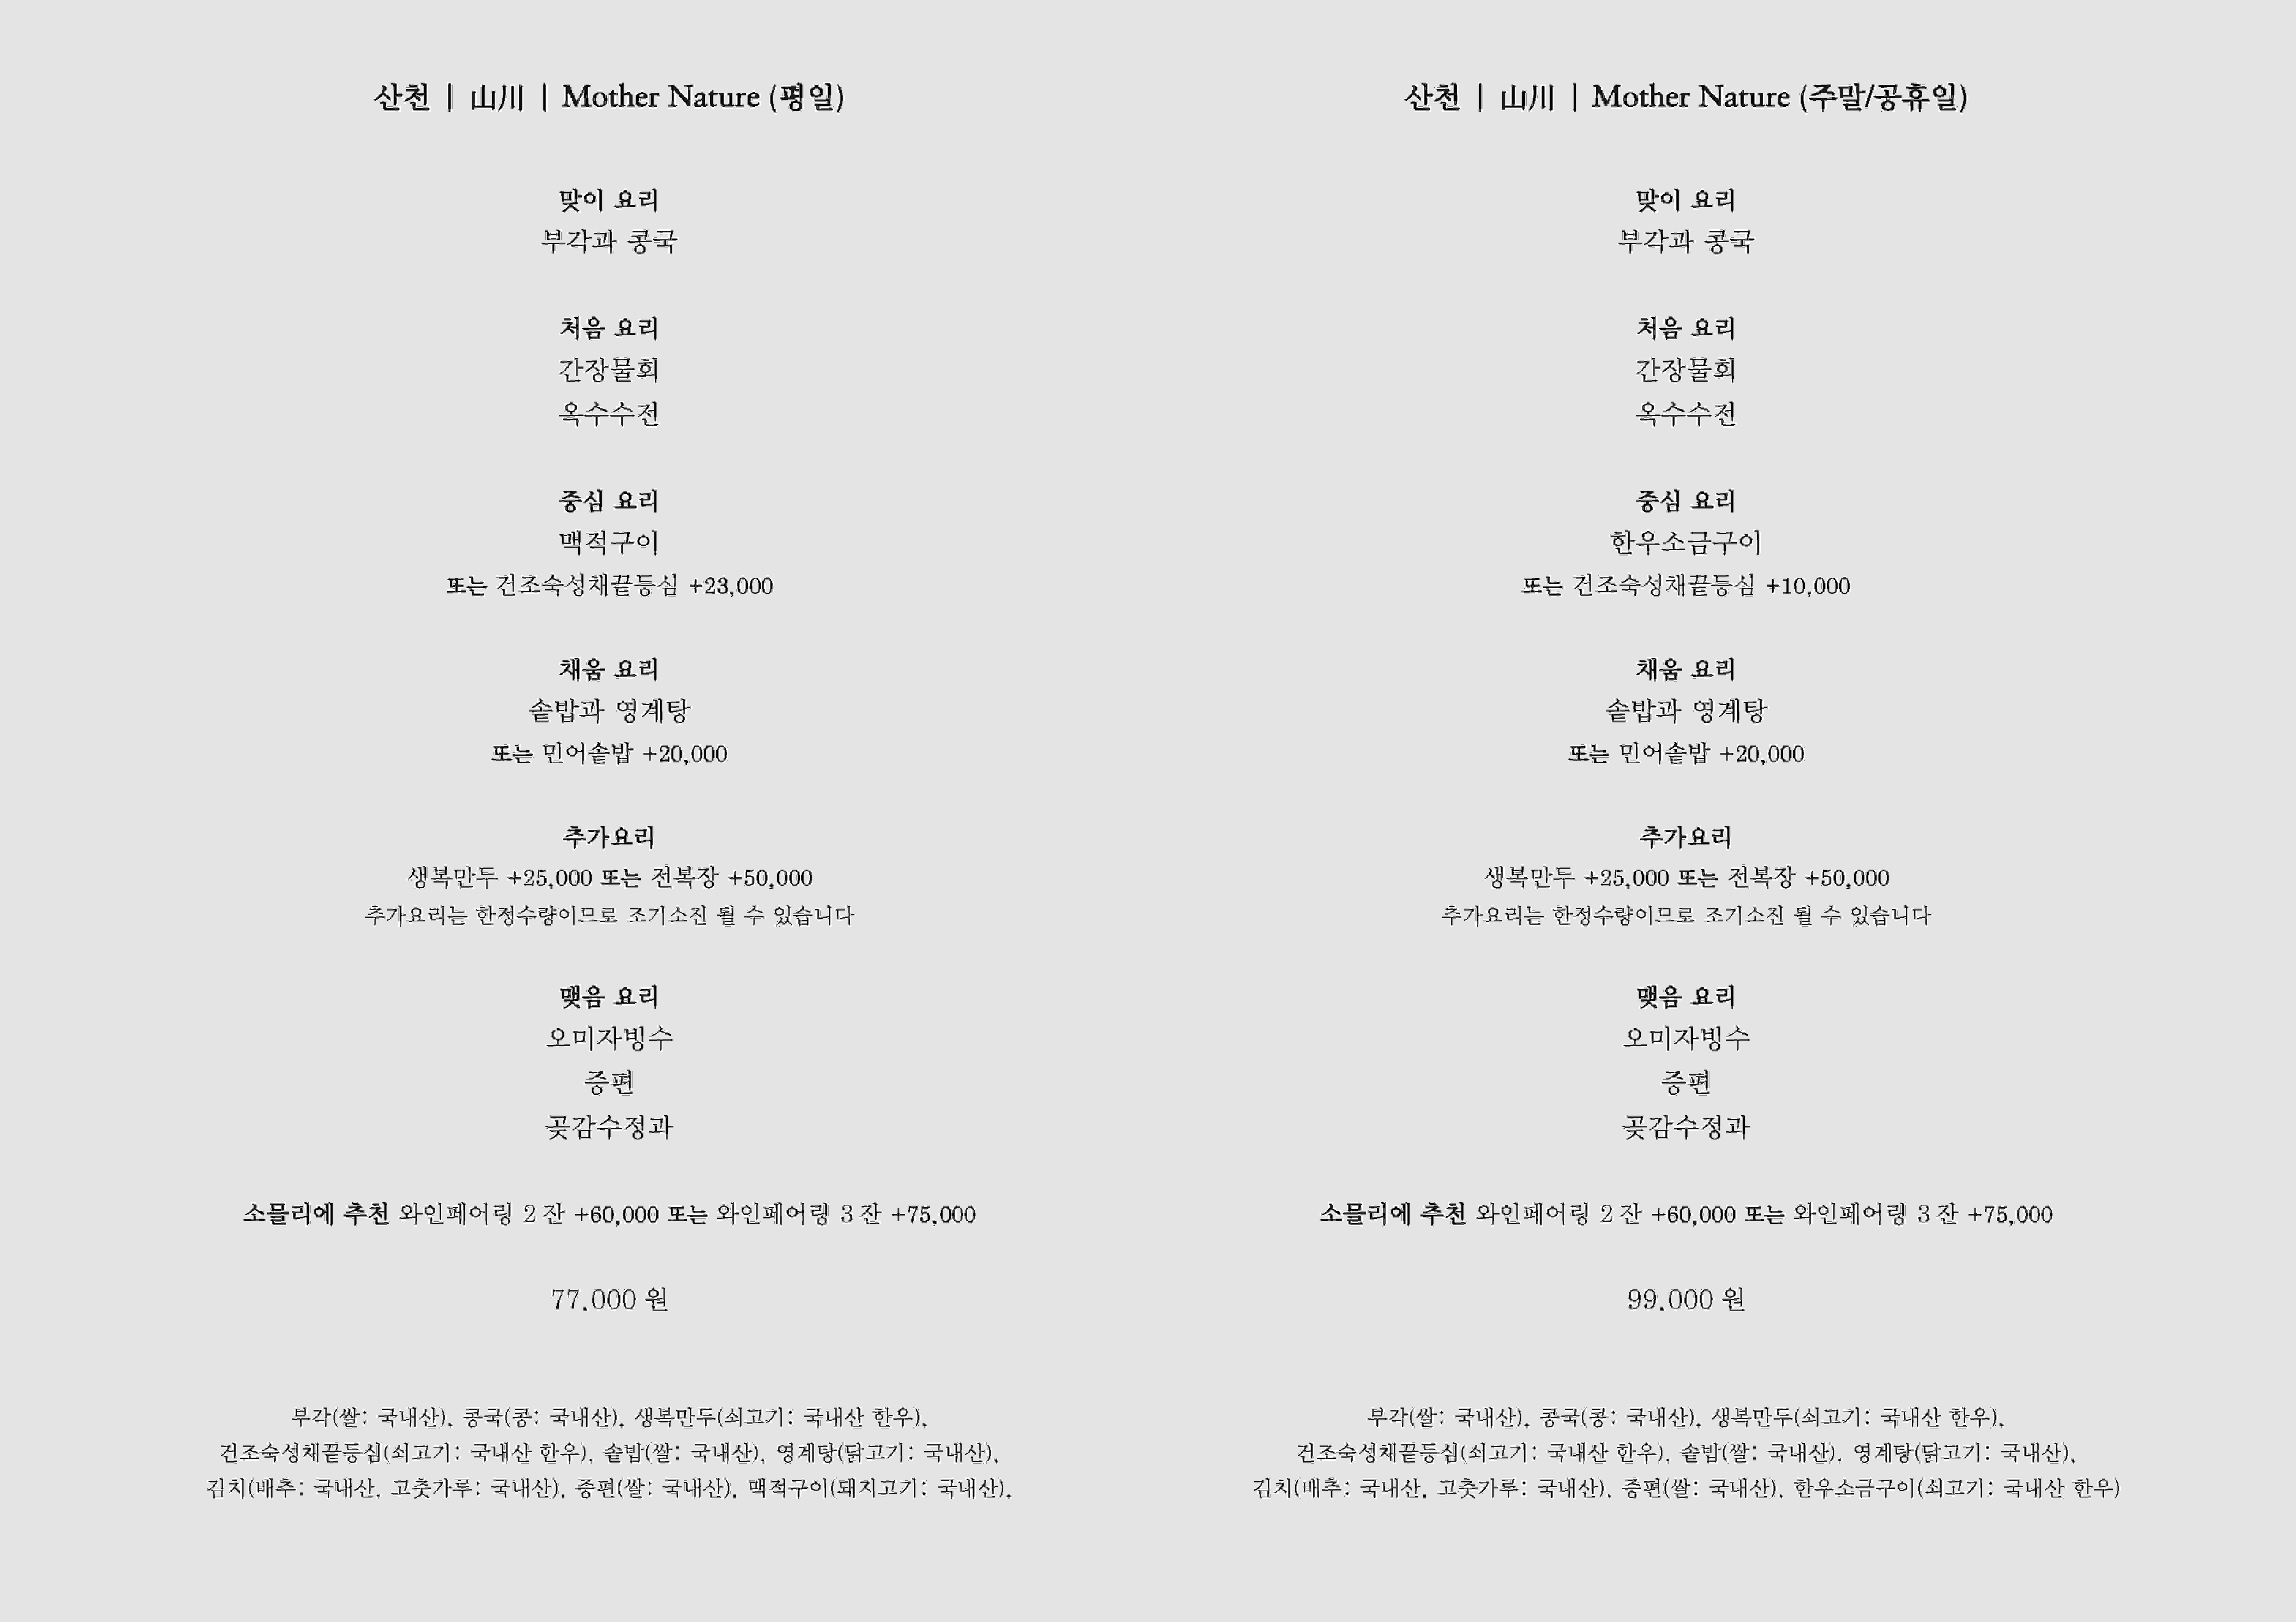 산천 | 山川 | Mother Nature (평일)
맞이 요리
부각과 콩국
처음 요리
간장물회
옥수수전
중심 요리
맥적구이
또는 건조숙성채끝등심 +23,000
채움 요리
솥밥과 영계탕
또는 민어솥밥 +20,000
추가요리
생복만두 +25,000 또는 전복장 +50,000
추가요리는 한정수량이므로 조기소진 될 수 있습니다
맺음 요리
오미자빙수
증편
곶감수정과
소믈리에 추천 와인페어링 2잔 +60,000 또는 와인페어링 3잔 +75,000
77,000 원
부각(쌀: 국내산), 콩국(콩: 국내산), 생복만두(쇠고기: 국내산 한우),
건조숙성채끝등심(쇠고기: 국내산 한우), 솥밥(쌀: 국내산), 영계탕(닭고기: 국내산),
김치(배추: 국내산, 고춧가루: 국내산), 증편(쌀: 국내산), 맥적구이(돼지고기: 국내산),
산천 | 山川 | Mother Nature (주말/공휴일)
맞이 요리
부각과 콩국
처음 요리
간장물회
옥수수전
중심 요리
한우소금구이
또는 건조숙성채끝등심 +10,000
채움 요리
솥밥과 영계탕
또는 민어솥밥 +20,000
추가요리
생복만두 +25,000 또는 전복장 +50,000
추가요리는 한정수량이므로 조기소진 될 수 있습니다
맺음 요리
오미자빙수
증편
곶감수정과
소믈리에 추천 와인페어링 2잔 +60,000 또는 와인페어링 3잔 +75,000
99,000 원
부각(쌀: 국내산), 콩국(콩: 국내산), 생복만두(쇠고기: 국내산 한우),
건조숙성채끝등심(쇠고기: 국내산 한우), 솥밥(쌀: 국내산), 영계탕(닭고기: 국내산),
김치(배추: 국내산, 고춧가루: 국내산), 증편(쌀: 국내산), 한우소금구이(쇠고기: 국내산 한우)